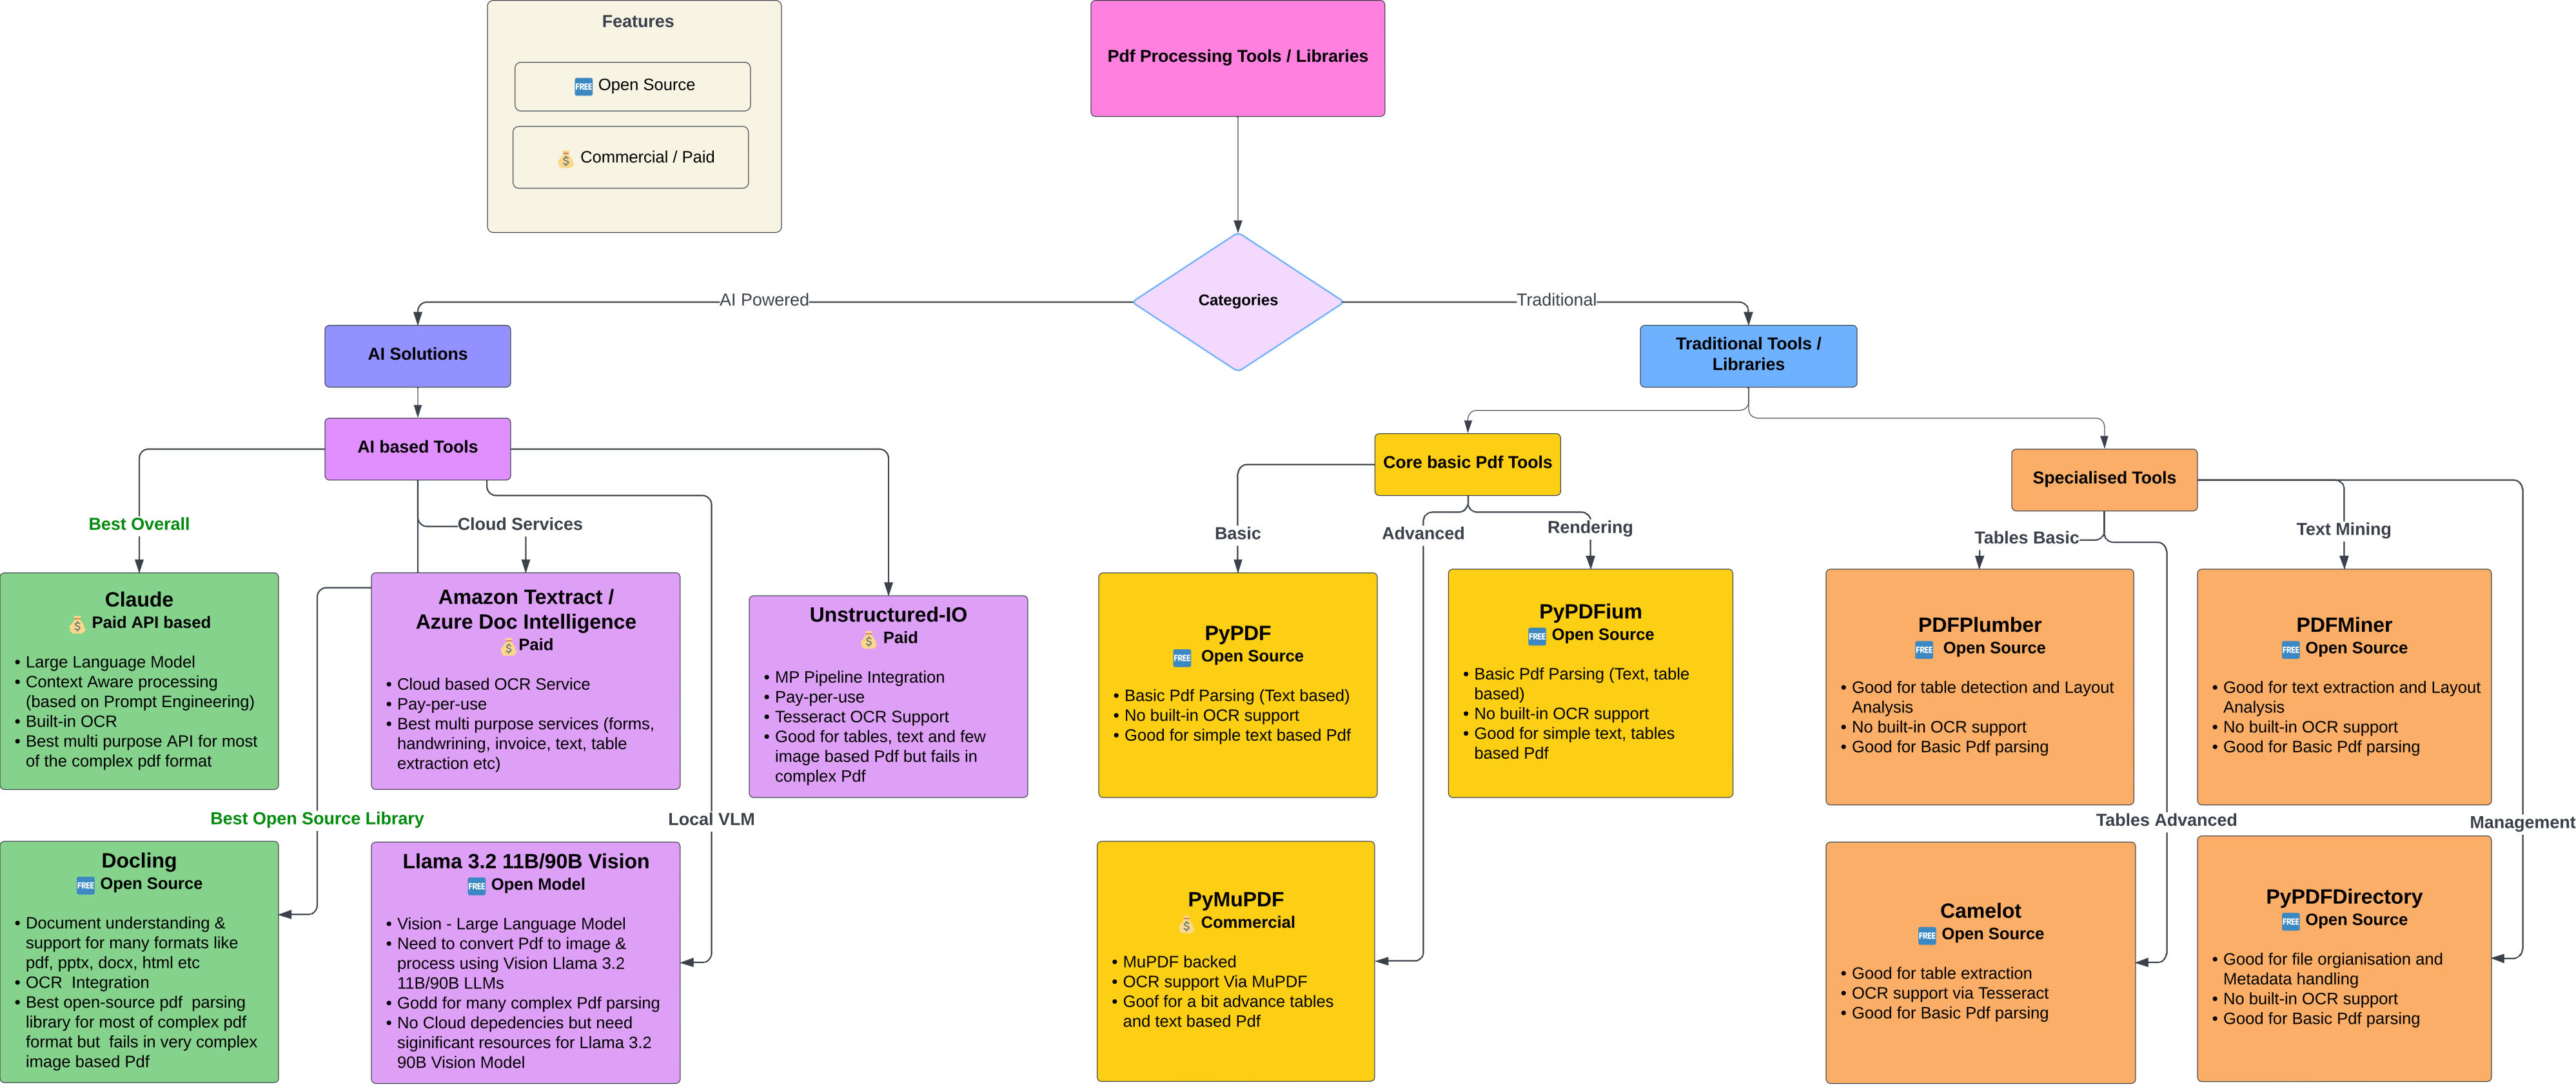 Features
🆓 Open Source
💰 Commercial / Paid
Pdf Processing Tools / Libraries
Categories
AI Powered
Traditional
AI Solutions
Traditional Tools /
Libraries
AI based Tools
Core basic Pdf Tools
Specialised Tools
Best Overall
Cloud Services
Basic
Advanced
Rendering
Tables Basic
Text Mining
Claude
💰 Paid API based
• Large Language Model
• Context Aware processing
(based on Prompt Engineering)
• Built-in OCR
• Best multi purpose API for most
of the complex pdf format
Amazon Textract /
Azure Doc Intelligence
💰Paid
• Cloud based OCR Service
• Pay-per-use
• Best multi purpose services (forms,
handwrining, invoice, text, table
extraction etc)
Unstructured-IO
💰 Paid
• MP Pipeline Integration
• Pay-per-use
• Tesseract OCR Support
• Good for tables, text and few
image based Pdf but fails in
complex Pdf
PyPDF
🆓 Open Source
• Basic Pdf Parsing (Text based)
• No built-in OCR support
• Good for simple text based Pdf
PyPDFium
🆓 Open Source
• Basic Pdf Parsing (Text, table
based)
• No built-in OCR support
• Good for simple text, tables
based Pdf
PDFPlumber
🆓 Open Source
• Good for table detection and Layout
Analysis
• No built-in OCR support
• Good for Basic Pdf parsing
PDFMiner
🆓 Open Source
• Good for text extraction and Layout
Analysis
• No built-in OCR support
• Good for Basic Pdf parsing
Best Open Source Library
Local VLM
Tables Advanced
Management
Docling
🆓 Open Source
• Document understanding &
support for many formats like
pdf, pptx, docx, html etc
• OCR Integration
• Best open-source pdf parsing
library for most of complex pdf
format but fails in very complex
image based Pdf
Llama 3.2 11B/90B Vision
🆓 Open Model
• Vision - Large Language Model
• Need to convert Pdf to image &
process using Vision Llama 3.2
11B/90B LLMs
• Godd for many complex Pdf parsing
• No Cloud depedencies but need
siginificant resources for Llama 3.2
90B Vision Model
PyMuPDF
💰 Commercial
• MuPDF backed
• OCR support Via MuPDF
• Goof for a bit advance tables
and text based Pdf
Camelot
🆓 Open Source
• Good for table extraction
• OCR support via Tesseract
• Good for Basic Pdf parsing
PyPDFDirectory
🆓 Open Source
• Good for file orgianisation and
Metadata handling
• No built-in OCR support
• Good for Basic Pdf parsing